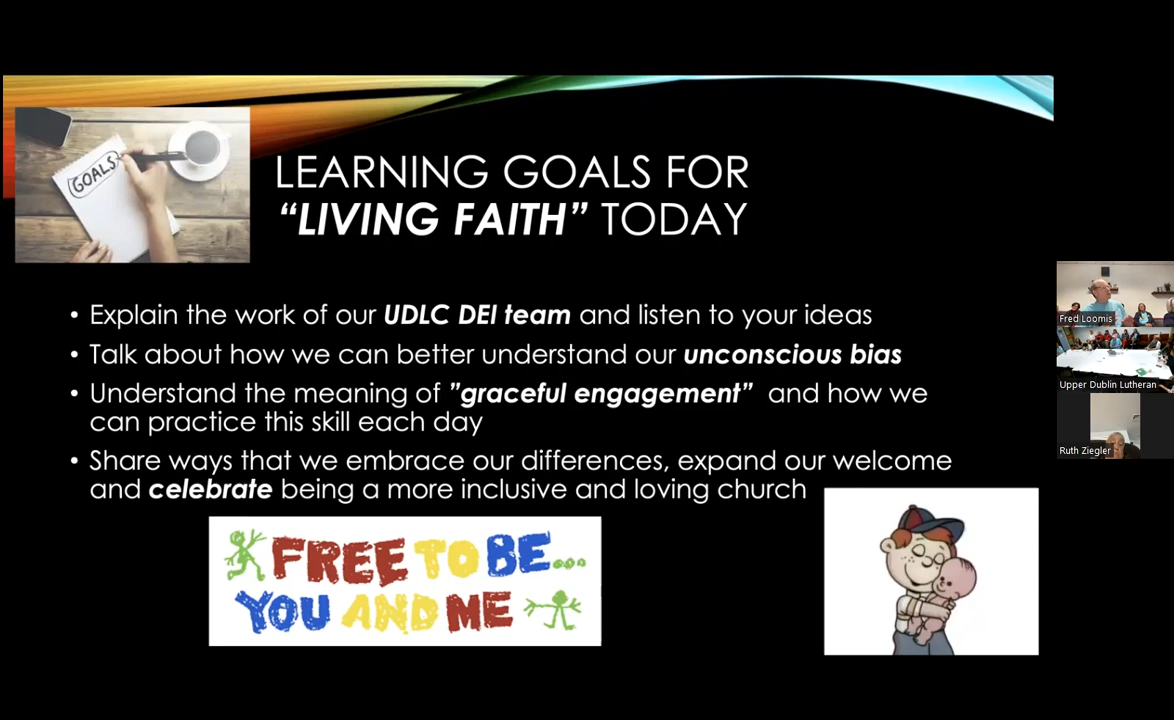 GOALS
LEARNING GOALS FOR
“LIVING FAITH” TODAY
• Explain the work of our UDLC DEI team and listen to your ideas
• Talk about how we can better understand our unconscious bias
• Understand the meaning of ”graceful engagement” and how we
can practice this skill each day
• Share ways that we embrace our differences, expand our welcome
and celebrate being a more inclusive and loving church
FREE TO BE...
YOU AND ME
Fred Loomis
Upper Dublin Lutheran
Ruth Ziegler